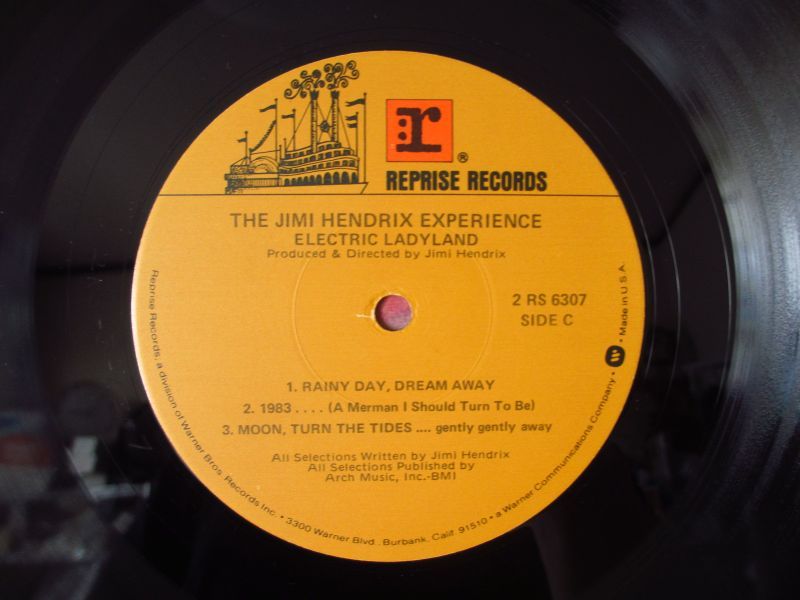 r
®
REPRISE RECORDS
THE JIMI HENDRIX EXPERIENCE
ELECTRIC LADYLAND
Produced & Directed by Jimi Hendrix
2 RS 6307
SIDE C
1. RAINY DAY, DREAM AWAY
2. 1983 . . . . (A Merman I Should Turn To Be)
3. MOON, TURN THE TIDES .... gently gently away
All Selections Written by Jimi Hendrix
All Selections Published by
Arch Music, Inc.-BMI
Reprise Records, a division of Warner Bros. Records Inc. • 3300 Warner Blvd., Burbank, Calif. 91510 • a Warner Communications Company • W • Made in U.S.A.